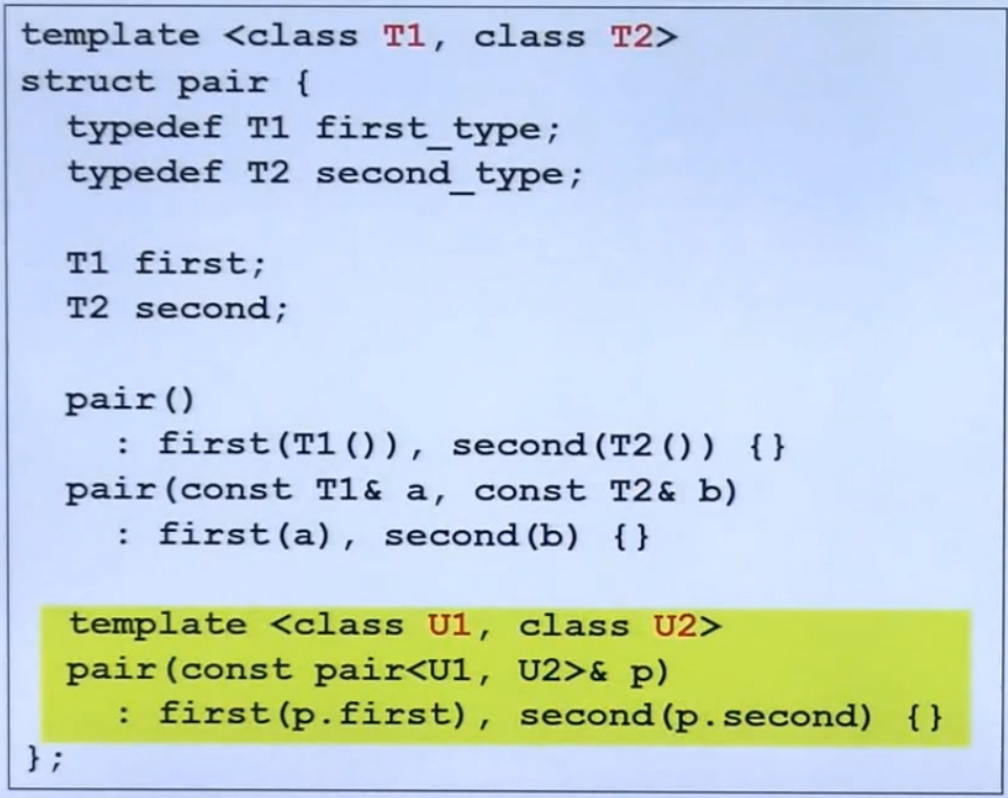 template <class T1, class T2>
struct pair {
typedef T1 first_type;
typedef T2 second_type;
T1 first;
T2 second;
pair()
: first(T1()), second(T2()) {}
pair(const T1& a, const T2& b)
: first(a), second(b) {}
template <class U1, class U2>
pair(const pair<U1, U2>& p)
: first(p.first), second(p.second) {}
};